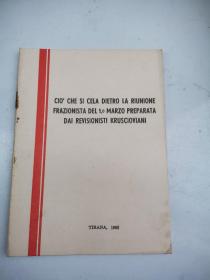 CIO' CHE SI CELA DIETRO LA RIUNIONE
FRAZIONISTA DEL 1.o MARZO PREPARATA
DAI REVISIONISTI KRUSCIOVIANI
TIRANA, 1965